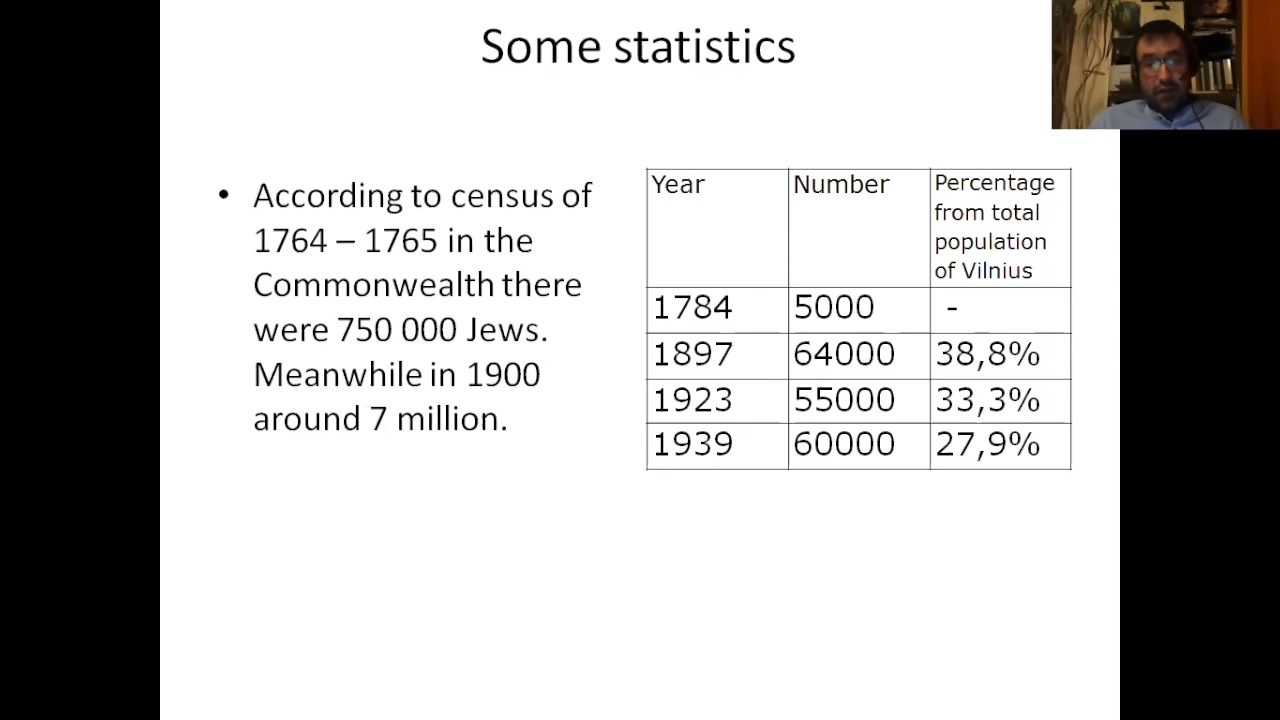 Some statistics
• According to census of
1764 – 1765 in the
Commonwealth there
were 750 000 Jews.
Meanwhile in 1900
around 7 million.
Year Number Percentage
from total
population
of Vilnius
1784 5000 -
1897 64000 38,8%
1923 55000 33,3%
1939 60000 27,9%